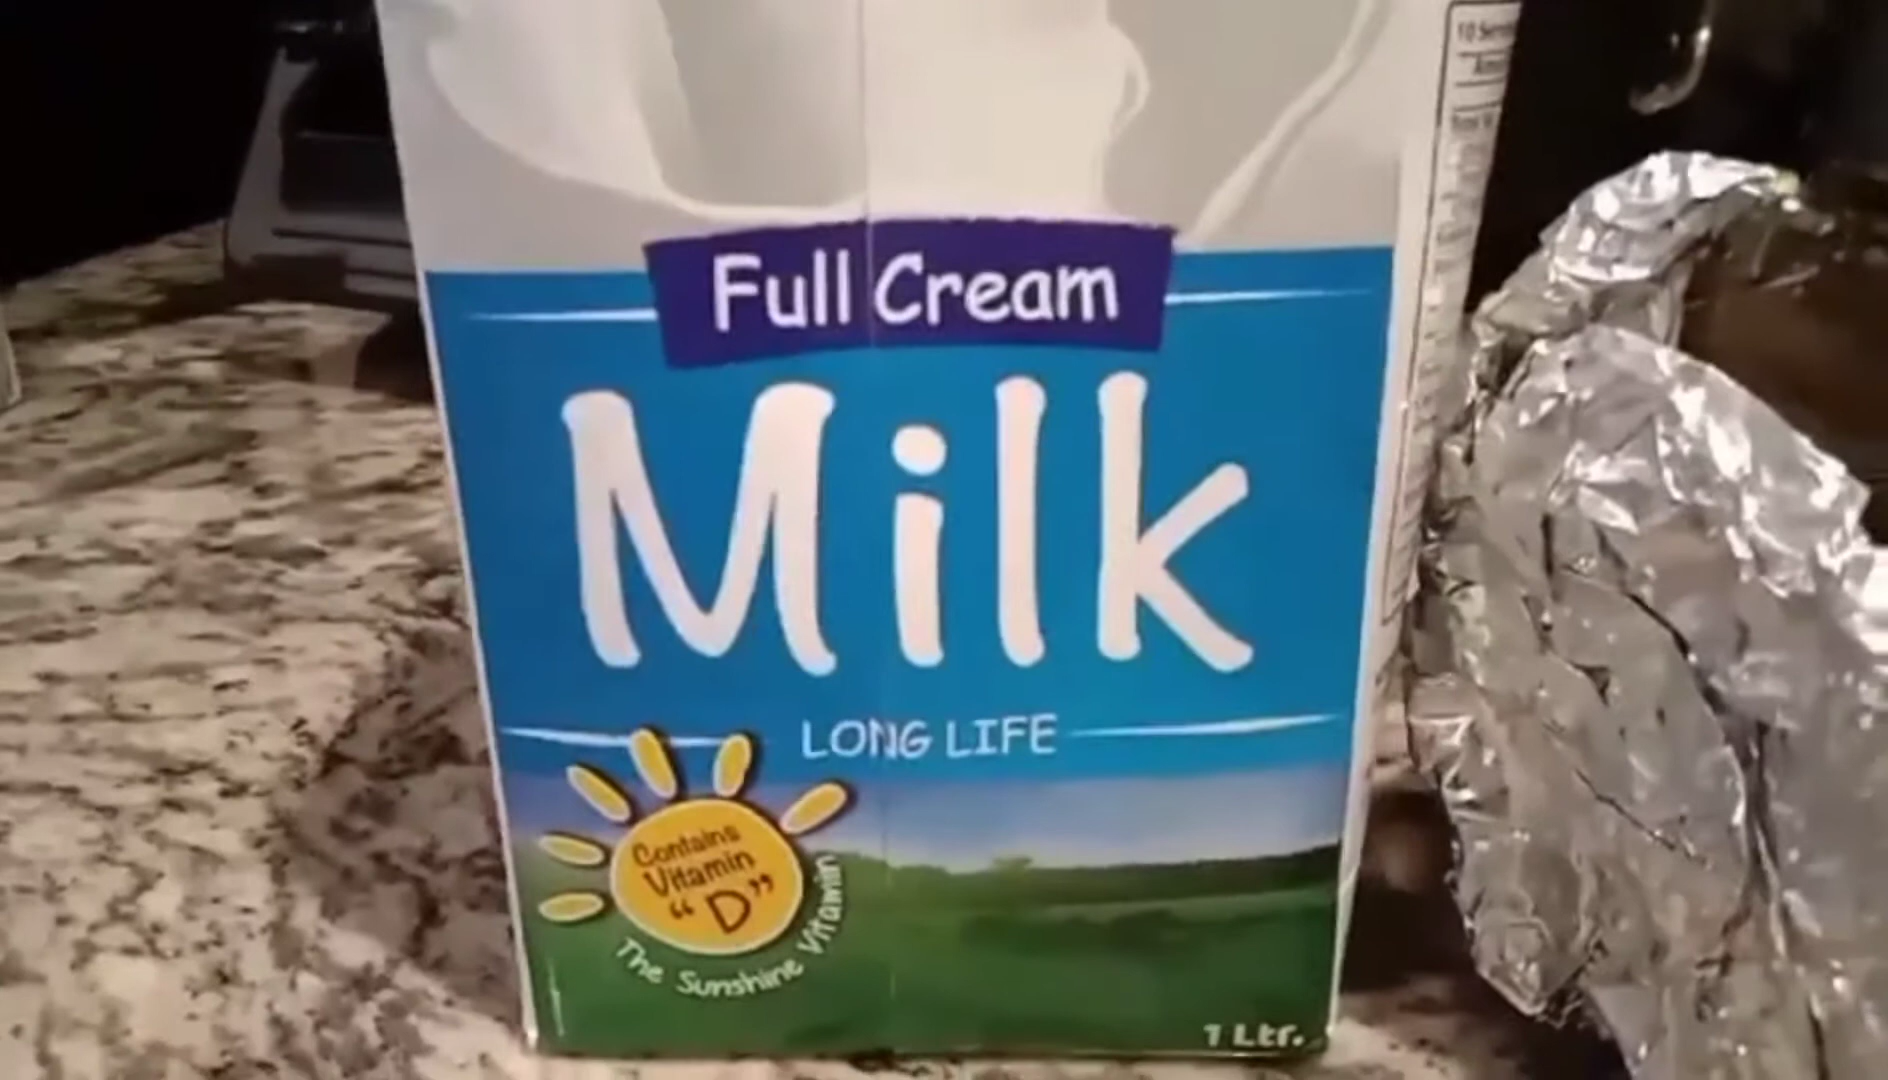 Full Cream
Milk
LONG LIFE
Contains
Vitamin
“D”
The Sunshine Vitamin
1 Ltr.